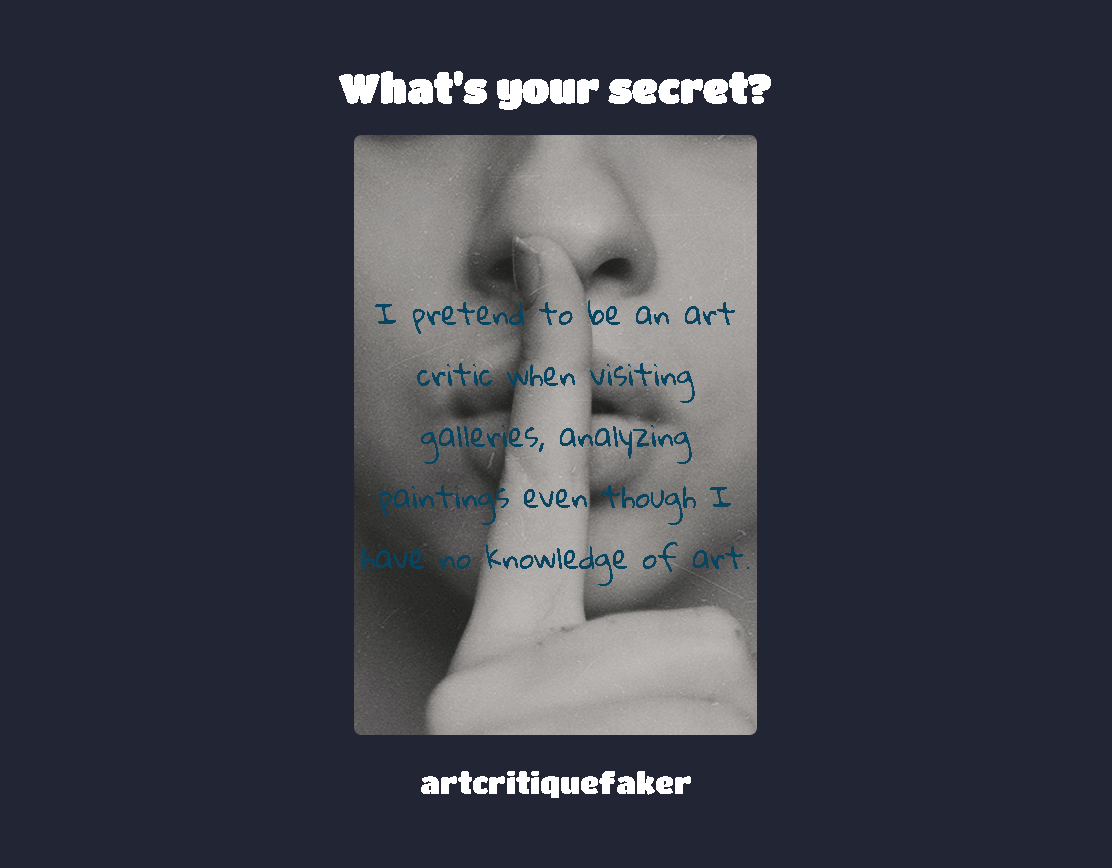 What's your secret?
I pretend to be an art
critic when visiting
galleries, analyzing
paintings even though I
have no knowledge of art.
artcritiquefaker